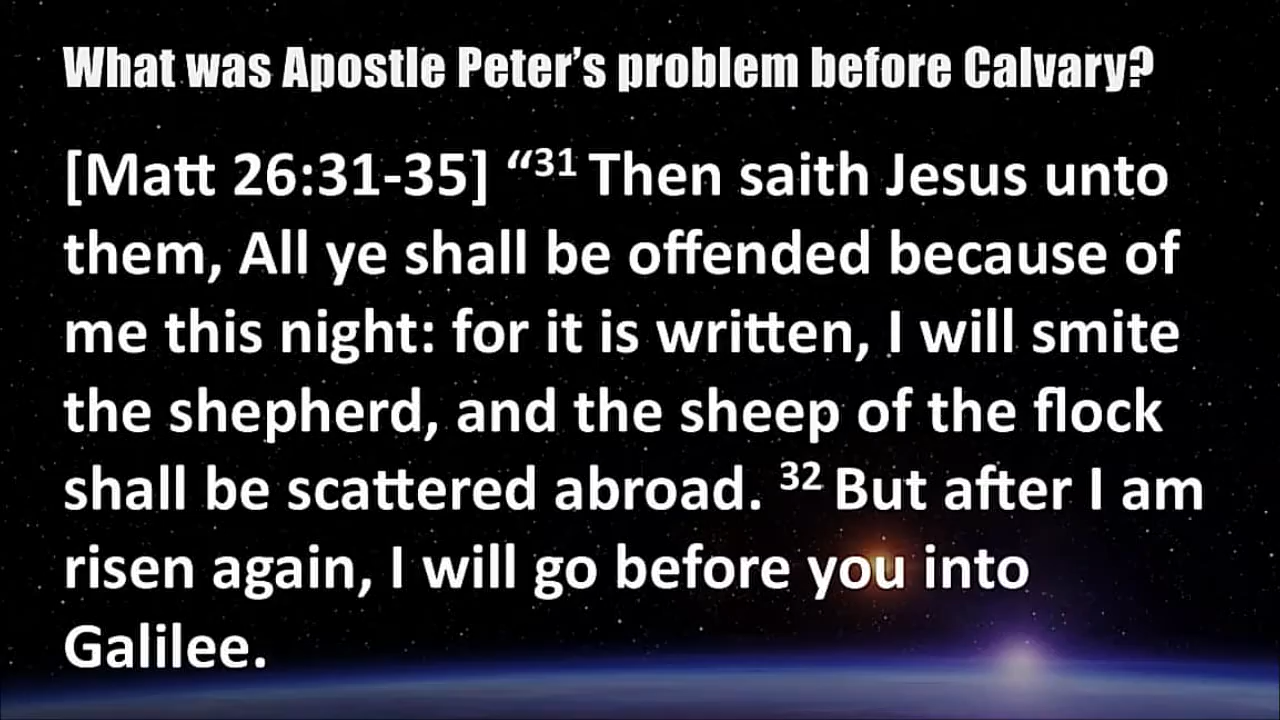 What was Apostle Peter's problem before Calvary?
[Matt 26:31-35] “31 Then saith Jesus unto
them, All ye shall be offended because of
me this night: for it is written, I will smite
the shepherd, and the sheep of the flock
shall be scattered abroad. 32 But after I am
risen again, I will go before you into
Galilee.